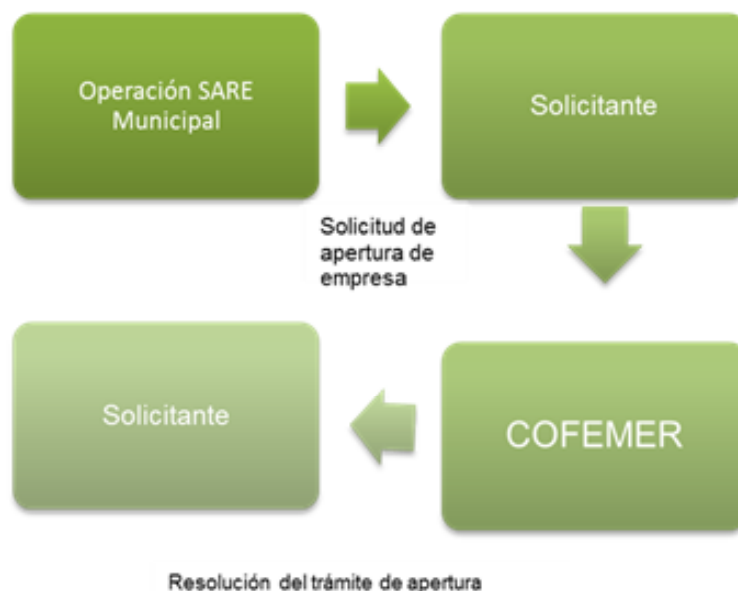 Operación SARE
Municipal
Solicitante
Solicitud de
apertura de
empresa
COFEMER
Solicitante
Resolución del trámite de apertura